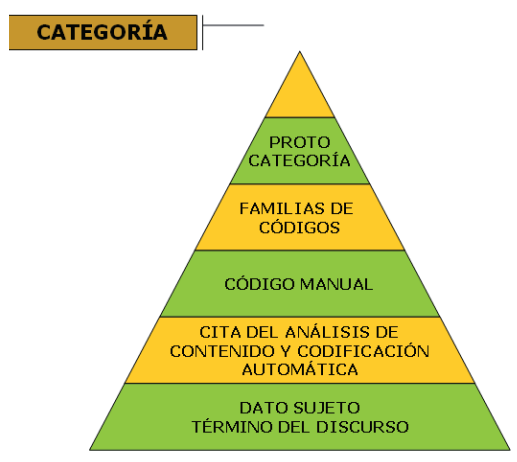 CATEGORÍA
PROTO
CATEGORÍA
FAMILIAS DE
CÓDIGOS
CÓDIGO MANUAL
CITA DEL ANÁLISIS DE
CONTENIDO Y CODIFICACIÓN
AUTOMÁTICA
DATO SUJETO
TÉRMINO DEL DISCURSO